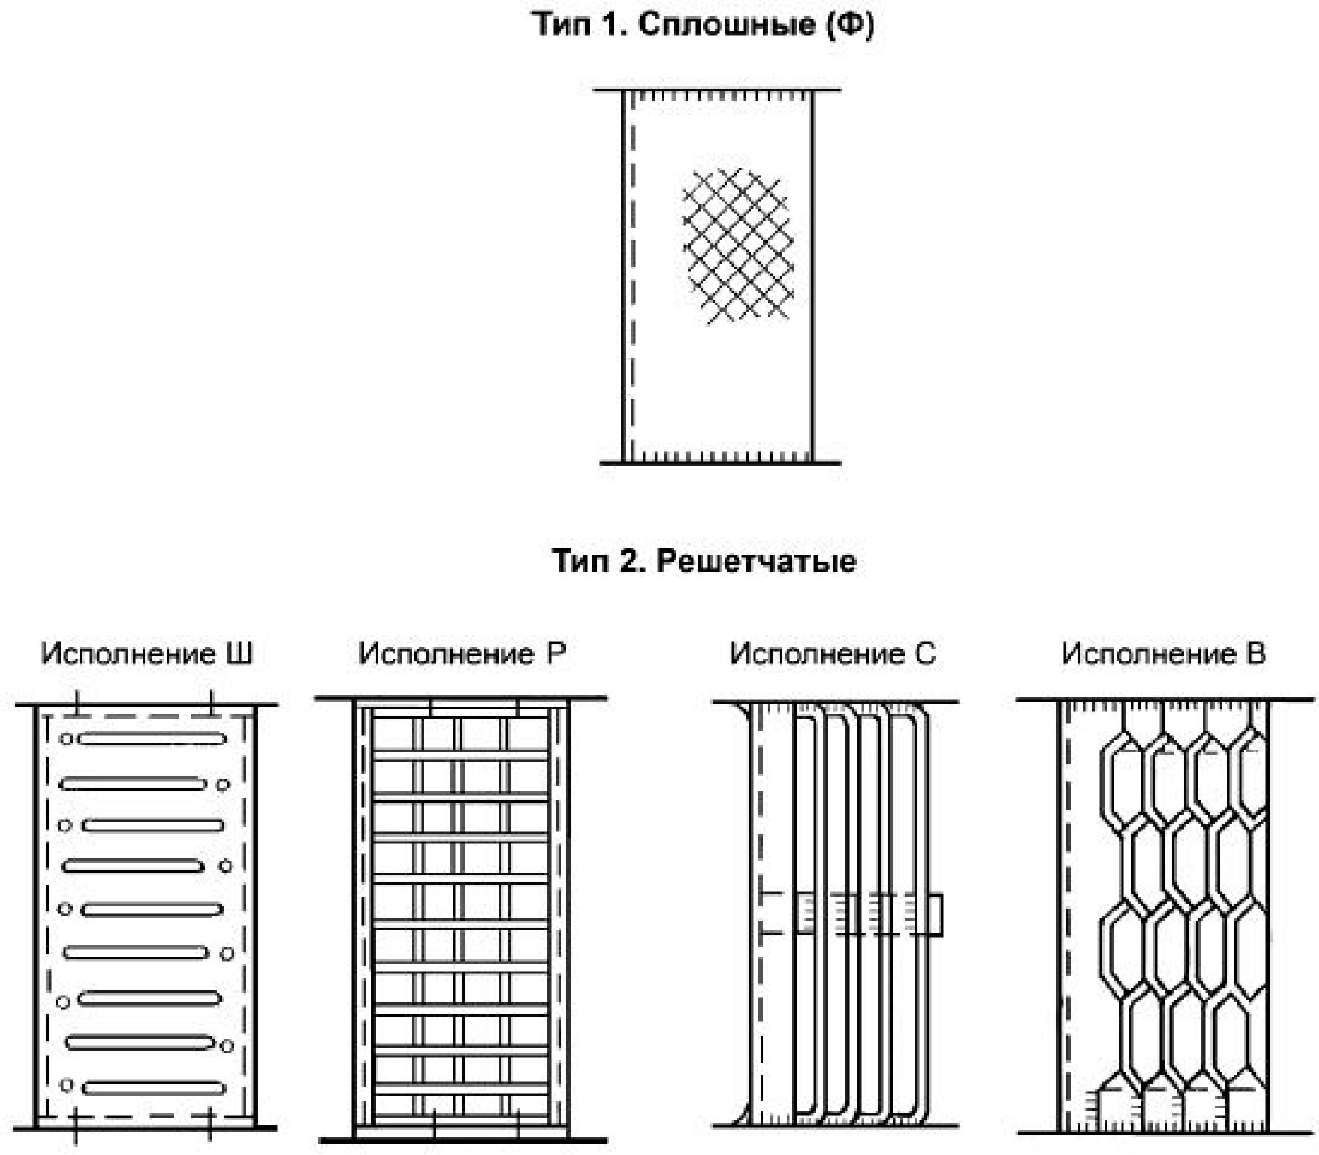 Тип 1. Сплошные (Ф)
Тип 2. Решетчатые
Исполнение Ш
Исполнение Р
Исполнение С
Исполнение В